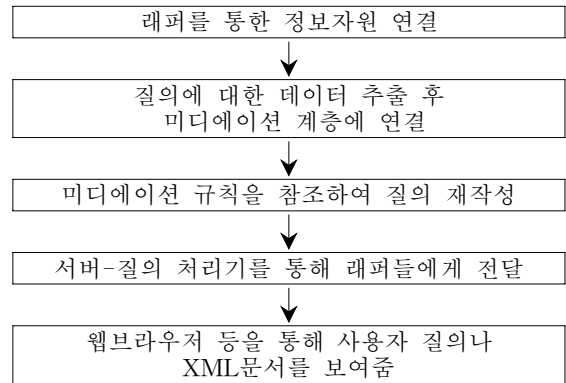 래퍼를 통한 정보자원 연결
질의에 대한 데이터 추출 후
미디에이션 계층에 연결
미디에이션 규칙을 참조하여 질의 재작성
서버-질의 처리기를 통해 래퍼들에게 전달
웹브라우저 등을 통해 사용자 질의나
XML문서를 보여줌